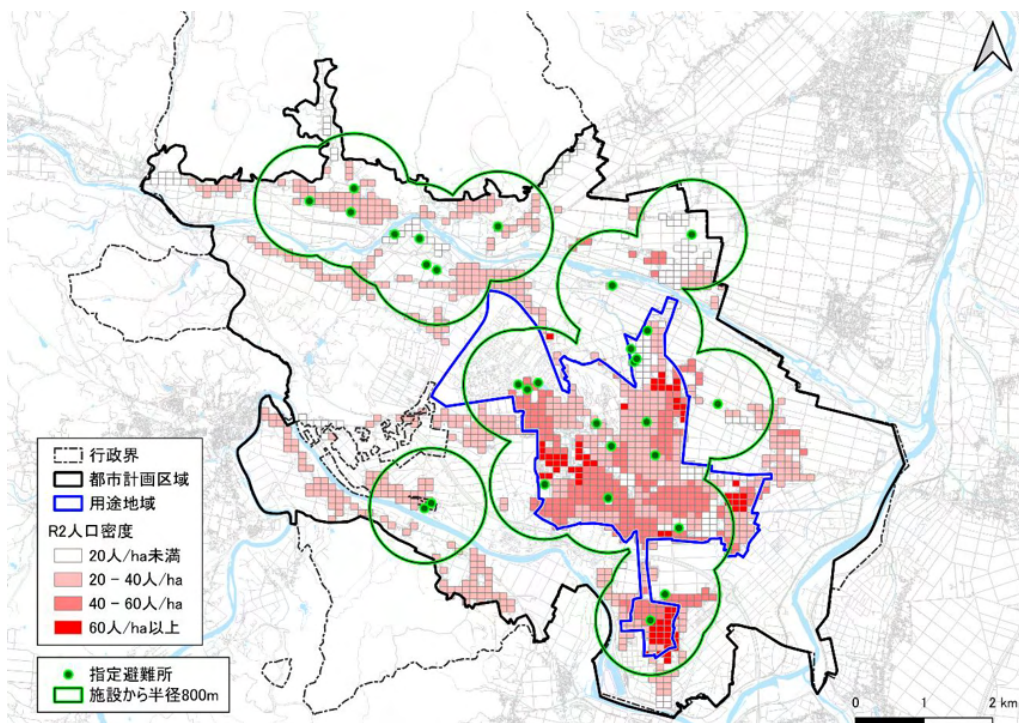 行政界
都市計画区域
用途地域
R2人口密度
20人/ha未満
20－40人/ha
40－60人/ha
60人/ha以上
指定避難所
施設から半径800m
0 1 2 km